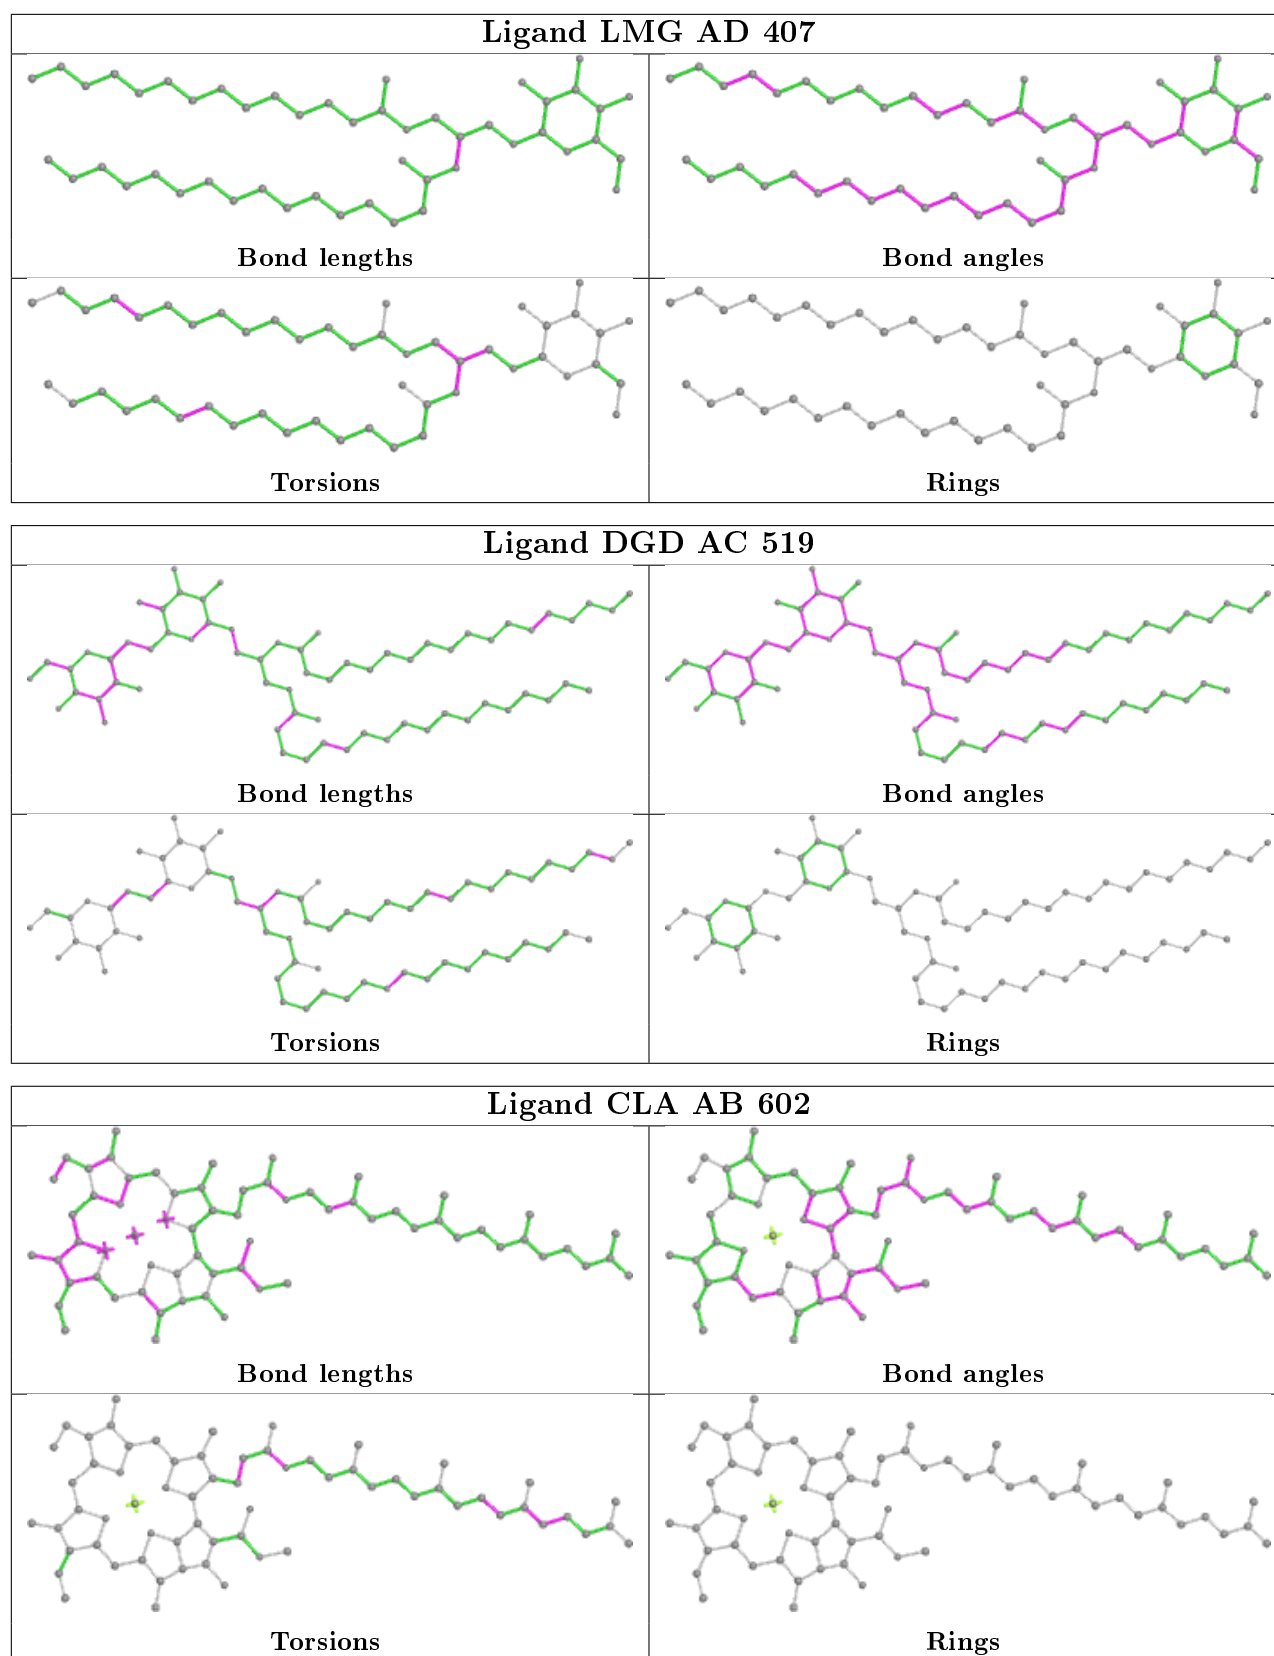 Ligand LMG AD 407
Bond lengths
Bond angles
Torsions
Rings
Ligand DGD AC 519
Bond lengths
Bond angles
Torsions
Rings
Ligand CLA AB 602
Bond lengths
Bond angles
Torsions
Rings